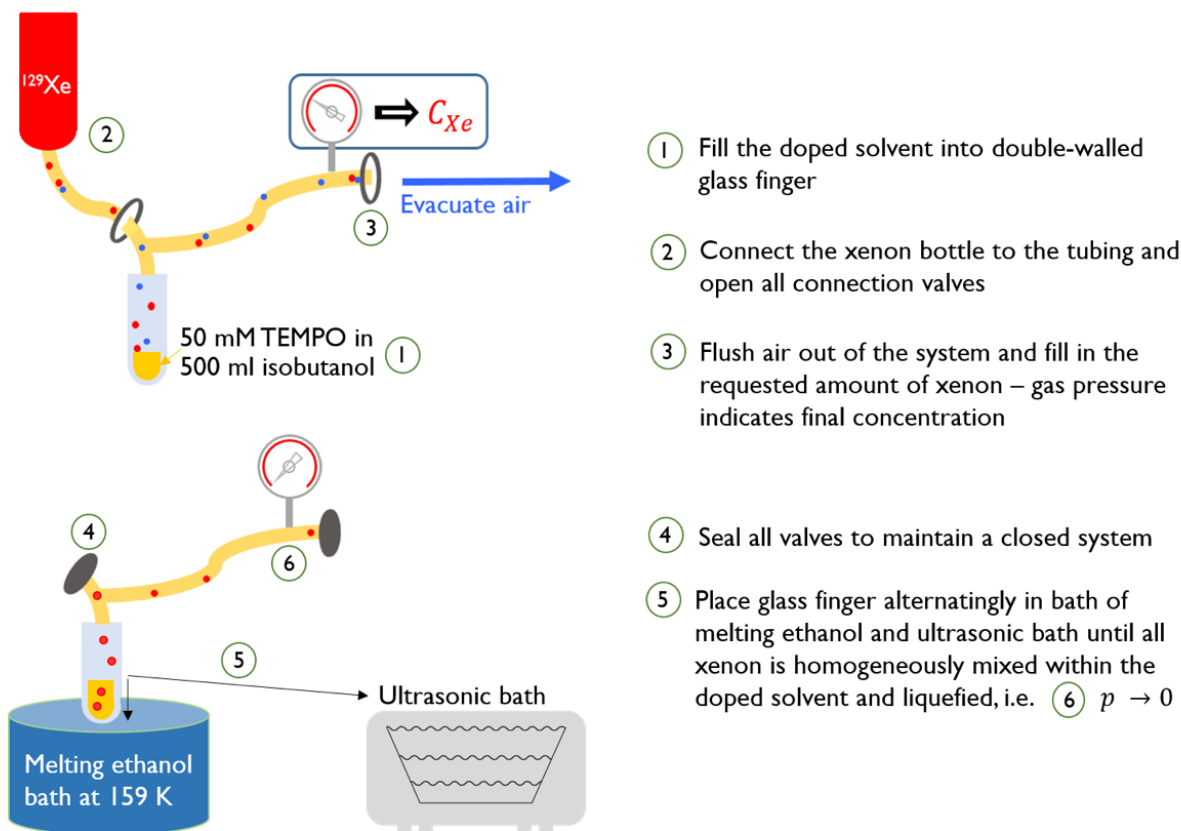 ¹²⁹Xe
2
⇨ C_Xe
3
Evacuate air
50 mM TEMPO in
500 ml isobutanol
1
4
6
5
Ultrasonic bath
Melting ethanol
bath at 159 K
1 Fill the doped solvent into double-walled
glass finger
2 Connect the xenon bottle to the tubing and
open all connection valves
3 Flush air out of the system and fill in the
requested amount of xenon – gas pressure
indicates final concentration
4 Seal all valves to maintain a closed system
5 Place glass finger alternatingly in bath of
melting ethanol and ultrasonic bath until all
xenon is homogeneously mixed within the
doped solvent and liquefied, i.e. 6 p → 0